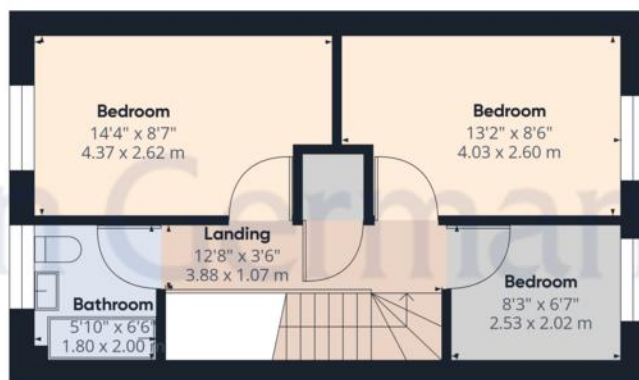 Bedroom
14'4" x 8'7"
4.37 x 2.62 m
Bedroom
13'2" x 8'6"
4.03 x 2.60 m
Landing
12'8" x 3'6"
3.88 x 1.07 m
Bathroom
5'10" x 6'6"
1.80 x 2.00 m
Bedroom
8'3" x 6'7"
2.53 x 2.02 m